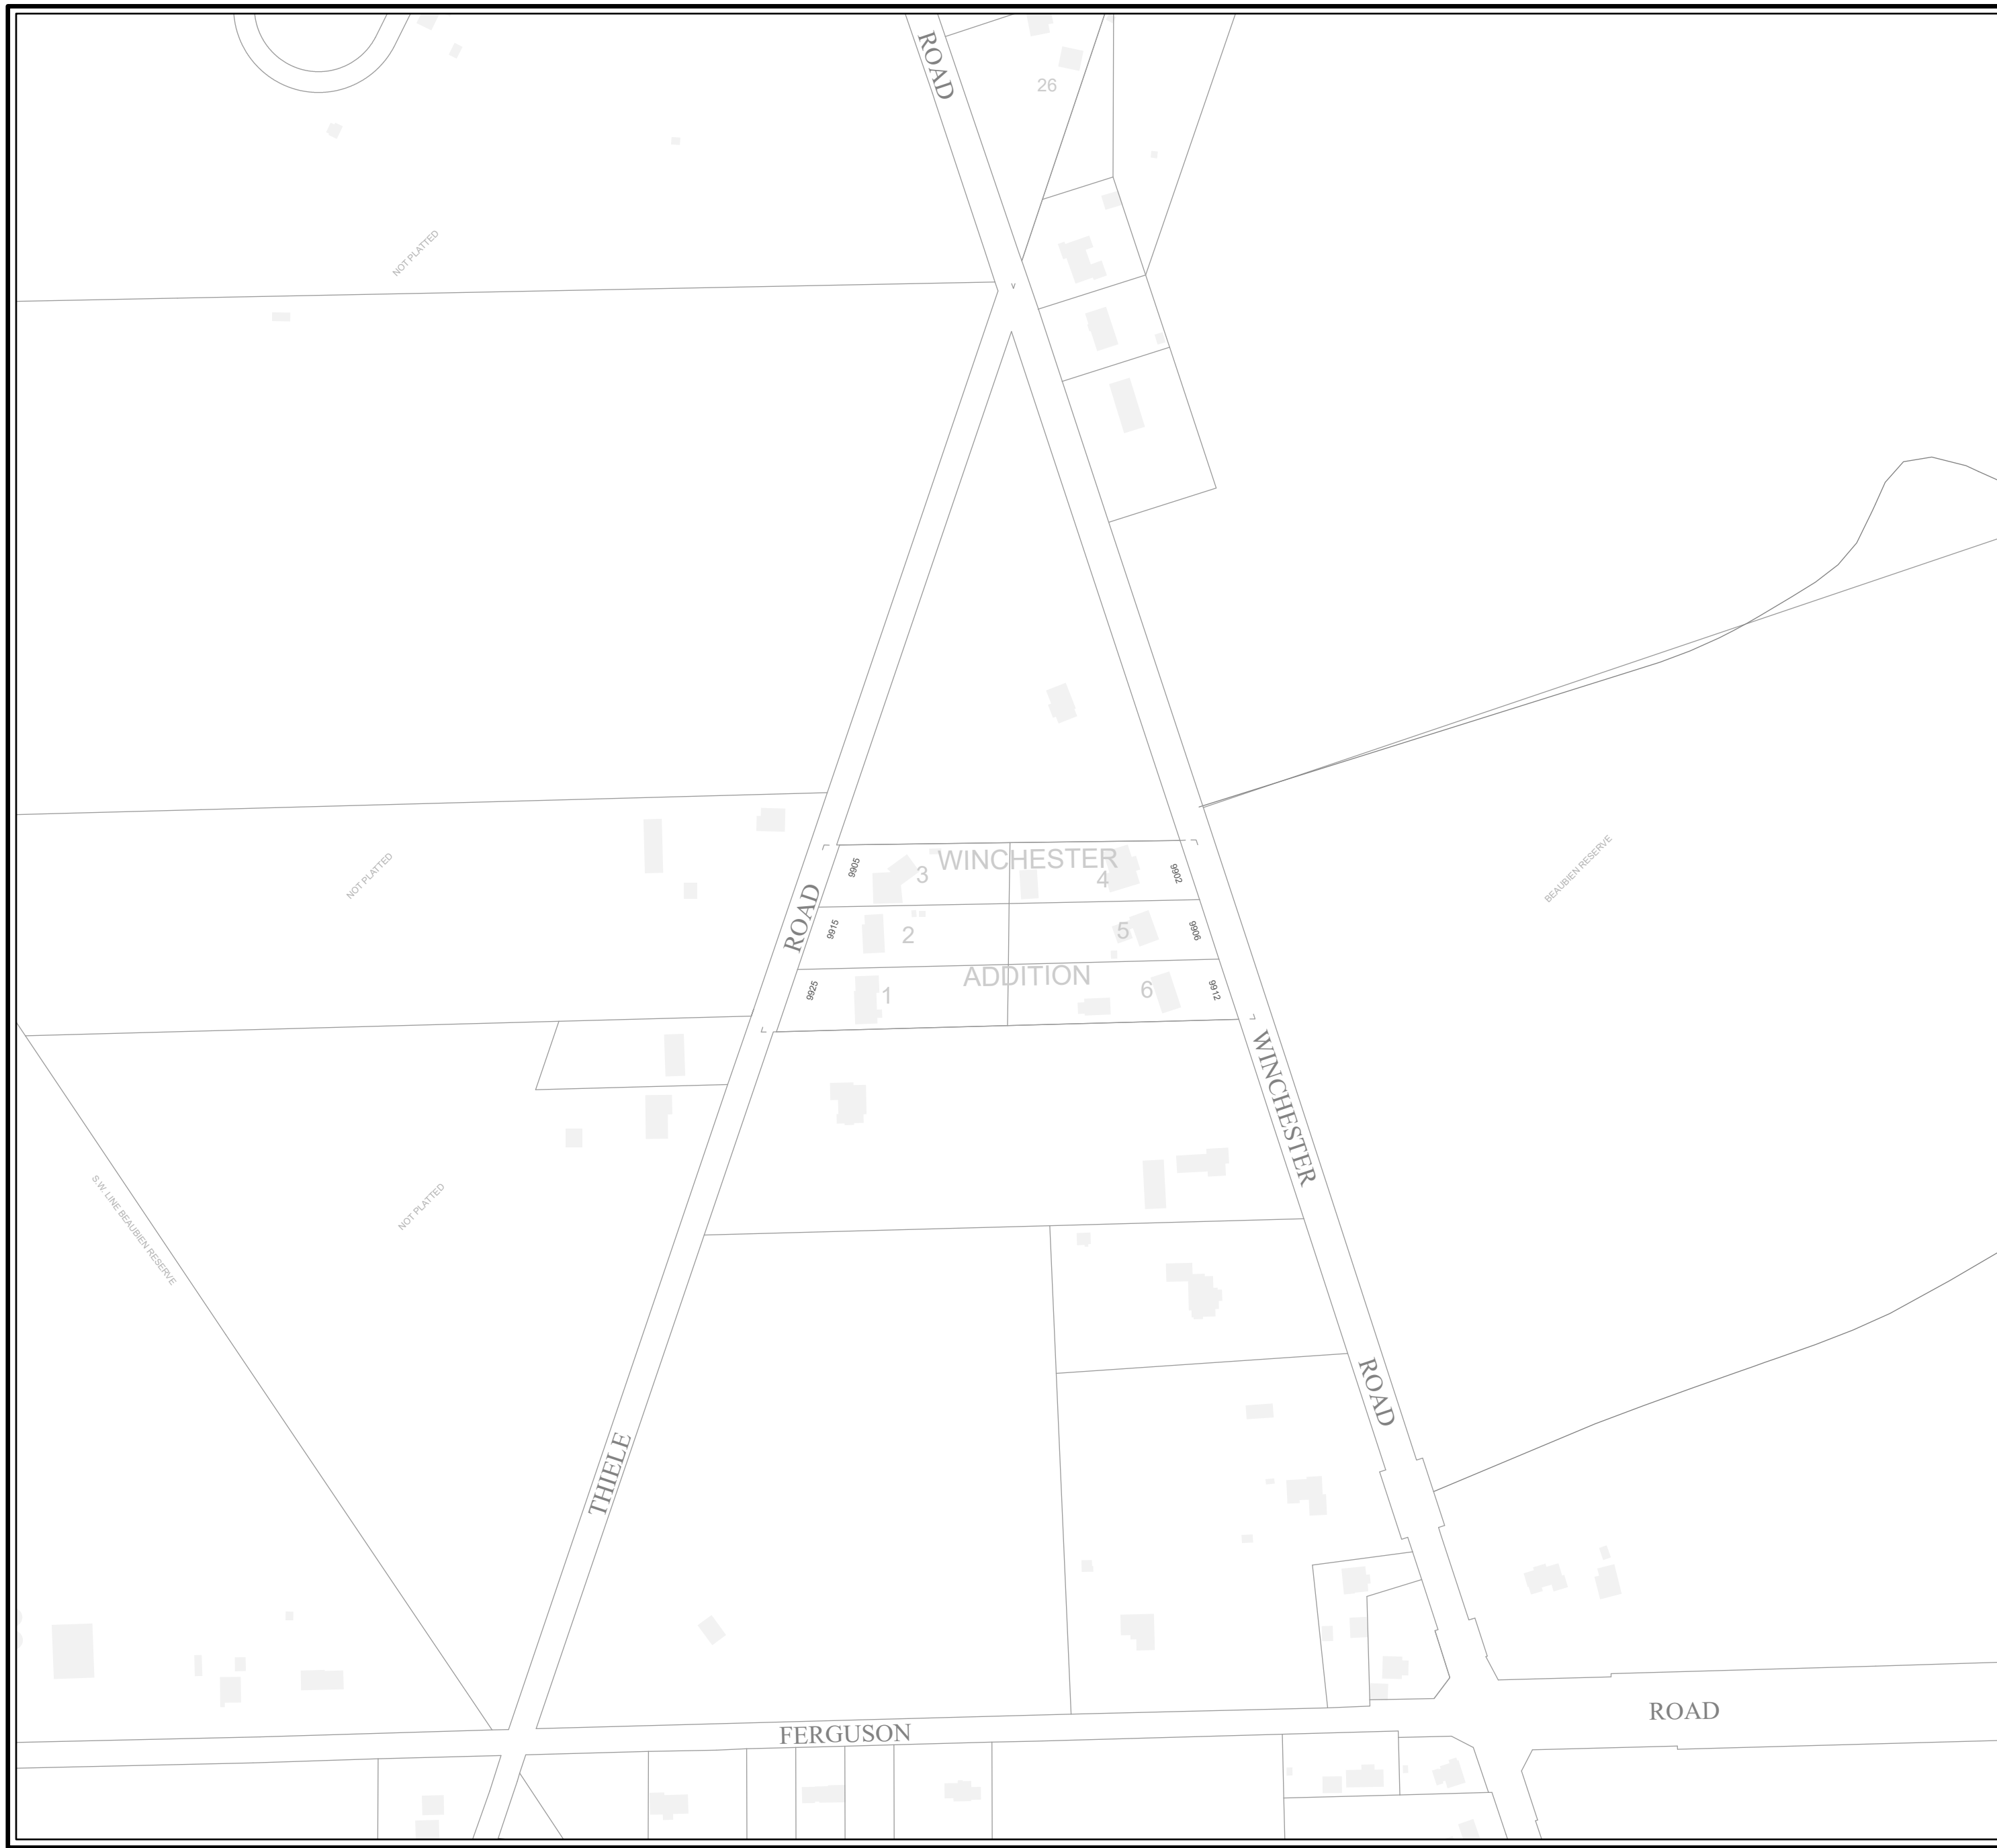 ROAD
26
NOT PLATTED
v
WINCHESTER
9905
3
4
9902
NOT PLATTED
BEAUBIEN RESERVE
ROAD
9915
2
5
9906
ADDITION
9925
1
6
9912
WINCHESTER
S.W. LINE BEAUBIEN RESERVE
NOT PLATTED
ROAD
THIELE
FERGUSON
ROAD